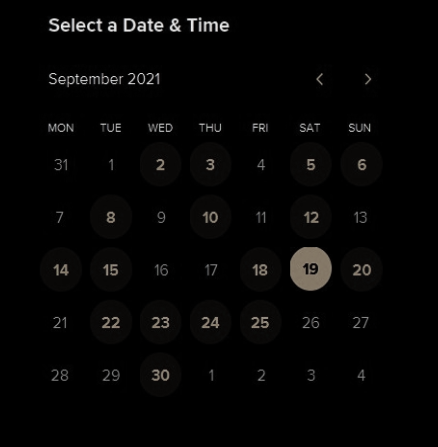 Select a Date & Time
September 2021
MON TUE WED THU FRI SAT SUN
31 1 2 3 4 5 6
7 8 9 10 11 12 13
14 15 16 17 18 19 20
21 22 23 24 25 26 27
28 29 30 1 2 3 4